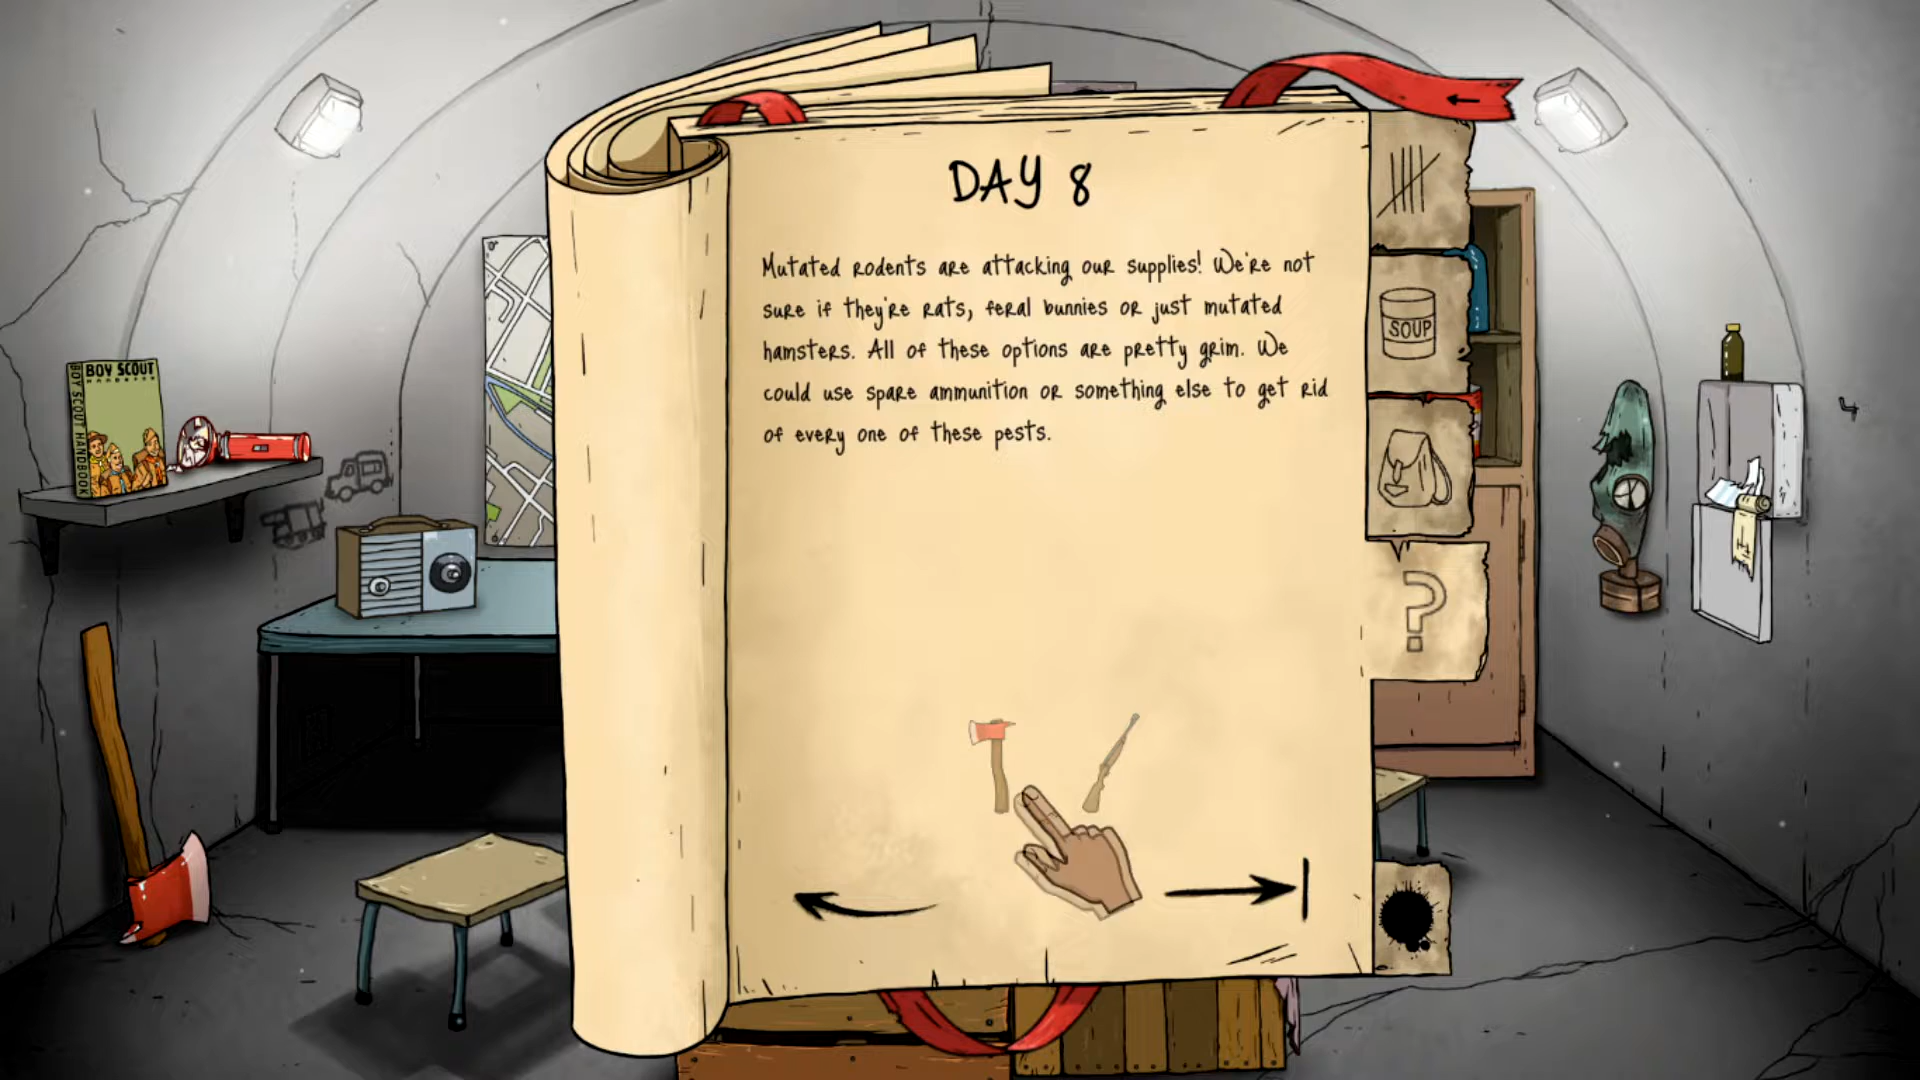 DAY 8
Mutated rodents are attacking our supplies! We're not
sure if they're rats, feral bunnies or just mutated
hamsters. All of these options are pretty grim. We
could use spare ammunition or something else to get rid
of every one of these pests.
SOUP
?
BOY SCOUT
HANDBOOK
BOY SCOUT HANDBOOK